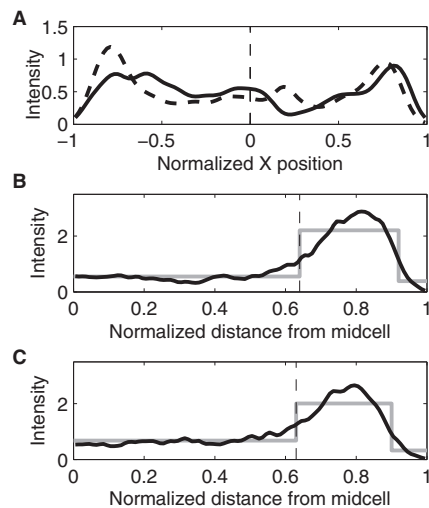 A
1.5
1
0.5
0
Intensity
−1 −0.5 0 0.5 1
Normalized X position
B
2
0
Intensity
0 0.2 0.4 0.6 0.8 1
Normalized distance from midcell
C
2
0
Intensity
0 0.2 0.4 0.6 0.8 1
Normalized distance from midcell